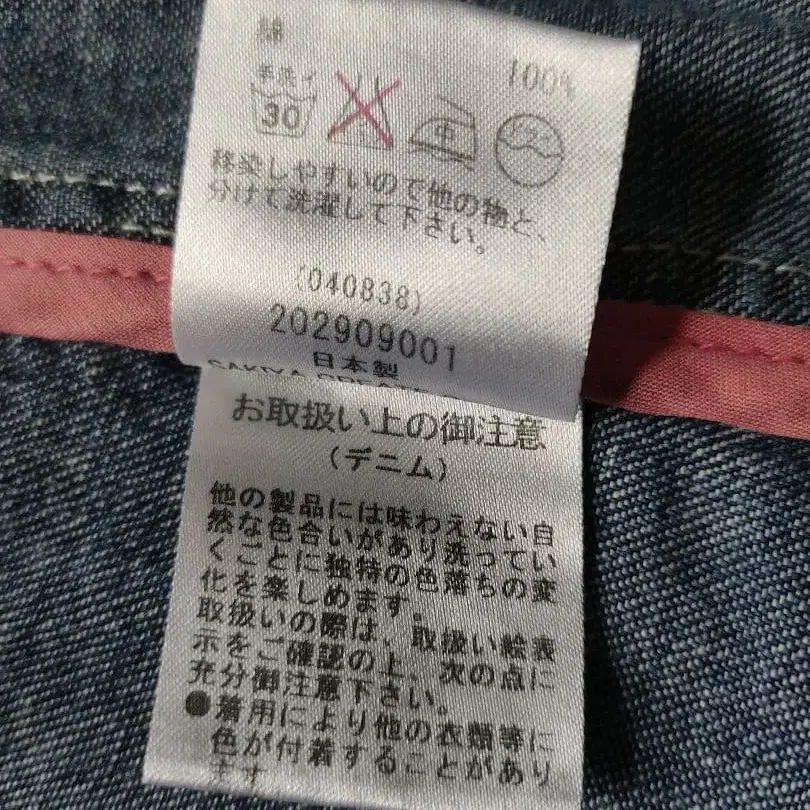 綿 100%
手洗イ
30
中
ドライ
移染しやすいので他の物と、
分けて洗濯して下さい。
(040838)
202909001
日本製
お取扱い上の御注意
(デニム)
他の製品には味わえない自
然な色合いがあり洗ってい
くごとに独特の色落ちの変
化を楽しめます。
取扱いの際は、取扱い絵表
示をご確認の上、次の点に
充分御注意下さい。
●着用により他の衣類等に
色が付着することがあり
ます